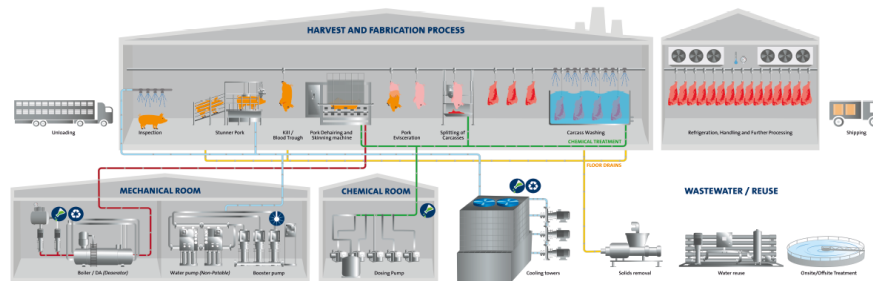 HARVEST AND FABRICATION PROCESS
Unloading
Inspection
Stunner Pork
Kill /
Blood Trough
Pork Dehairing and
Skinning machine
Pork
Evisceration
Splitting of
Carcasses
Carcass Washing
CHEMICAL TREATMENT
Refrigeration, Handling and Further Processing
Shipping
FLOOR DRAINS
MECHANICAL ROOM
CHEMICAL ROOM
WASTEWATER / REUSE
Boiler / DA (Deaerator)
Water pump (Non-Potable)
Booster pump
Dosing Pump
Cooling towers
Solids removal
Water reuse
Onsite/Offsite Treatment